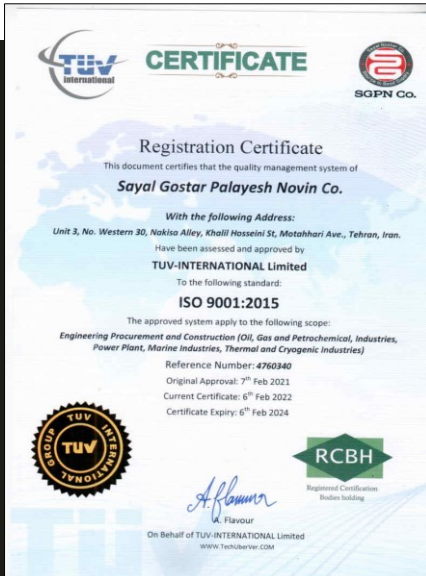 TÜV
international
CERTIFICATE
SGPN Co.
Registration Certificate
This document certifies that the quality management system of
Sayal Gostar Palayesh Novin Co.
With the following Address:
Unit 3, No. Western 30, Nakisa Alley, Khalil Hosseini St, Motahhari Ave., Tehran, Iran.
Have been assessed and approved by
TUV-INTERNATIONAL Limited
To the following standard:
ISO 9001:2015
The approved system apply to the following scope:
Engineering Procurement and Construction (Oil, Gas and Petrochemical, Industries,
Power Plant, Marine Industries, Thermal and Cryogenic Industries)
Reference Number: 4760340
Original Approval: 7th Feb 2021
Current Certificate: 6th Feb 2022
Certificate Expiry: 6th Feb 2024
TUV INTERNATIONAL GROUP
TUV
RCBH
Registered Certification
Bodies holding
A. Flavour
A. Flavour
On Behalf of TUV-INTERNATIONAL Limited
WWW.TechUberVer.COM